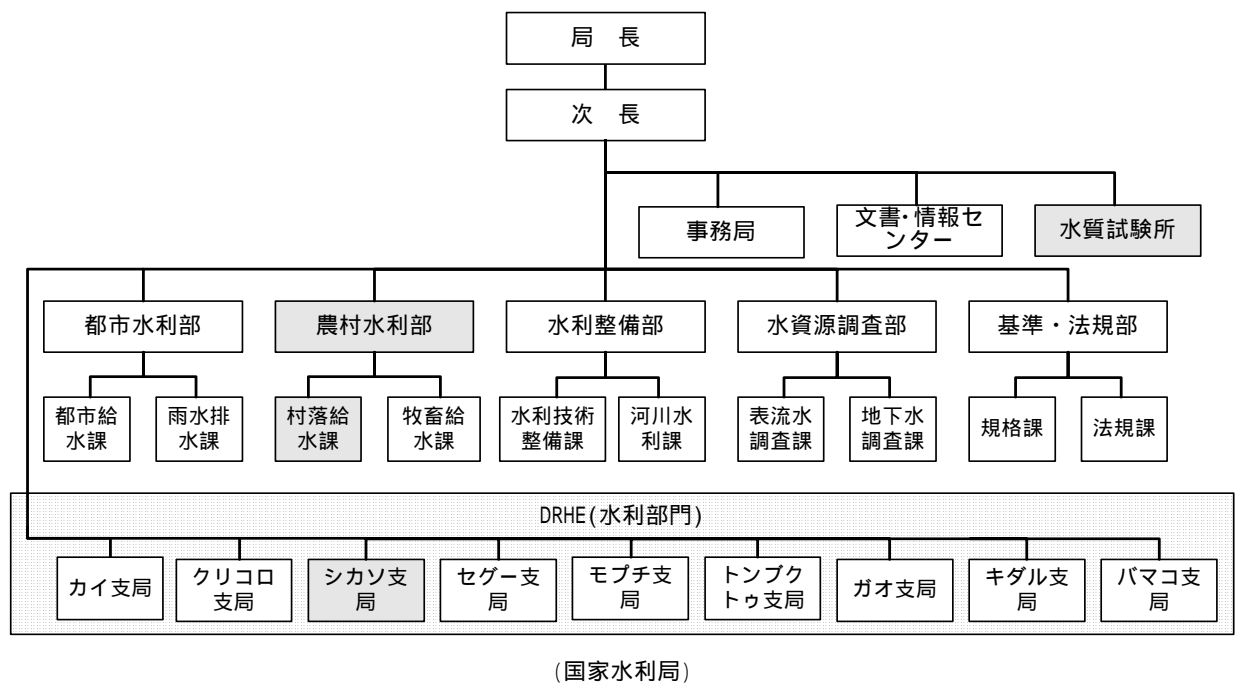 局　長
次　長
事務局
文書･情報セ
ンター
水質試験所
都市水利部
農村水利部
水利整備部
水資源調査部
基準・法規部
都市給
水課
雨水排
水課
村落給
水課
牧畜給
水課
水利技術
整備課
河川水
利課
表流水
調査課
地下水
調査課
規格課
法規課
DRHE(水利部門)
カイ支局
クリコロ
支局
シカソ支
局
セグー支
局
モプチ支
局
トンブク
トゥ支局
ガオ支局
キダル支
局
バマコ支
局
(国家水利局)